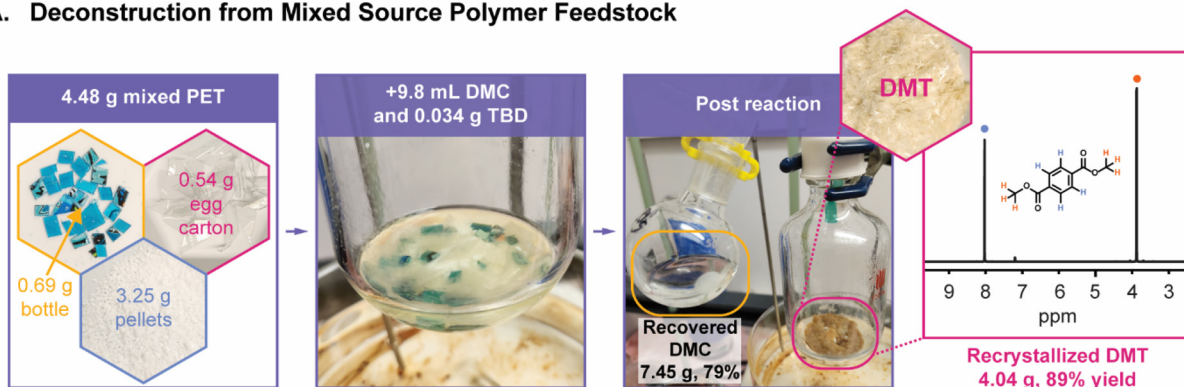 A. Deconstruction from Mixed Source Polymer Feedstock
4.48 g mixed PET
0.54 g
egg
carton
0.69 g
bottle
3.25 g
pellets
+9.8 mL DMC
and 0.034 g TBD
Post reaction
Recovered
DMC
7.45 g, 79%
DMT
H
H
O
O
H
H
H
H
H
O
O
H
H
H
9 8 7 6 5 4 3
ppm
Recrystallized DMT
4.04 g, 89% yield